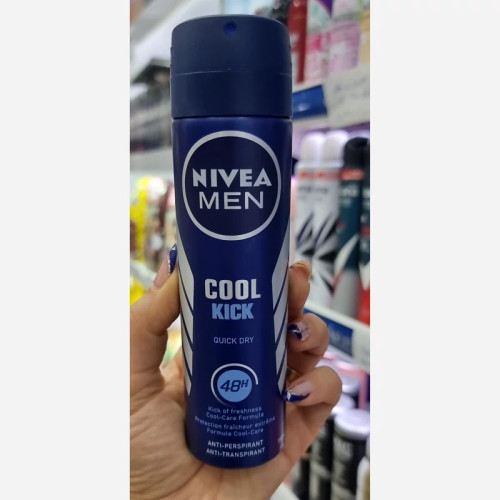 NIVEA
MEN
COOL
KICK
QUICK DRY
48H
Kick of freshness
Cool-Care Formula
Protection fraîcheur extrême
Formule Cool-Care
ANTI-PERSPIRANT
ANTI-TRANSPIRANT